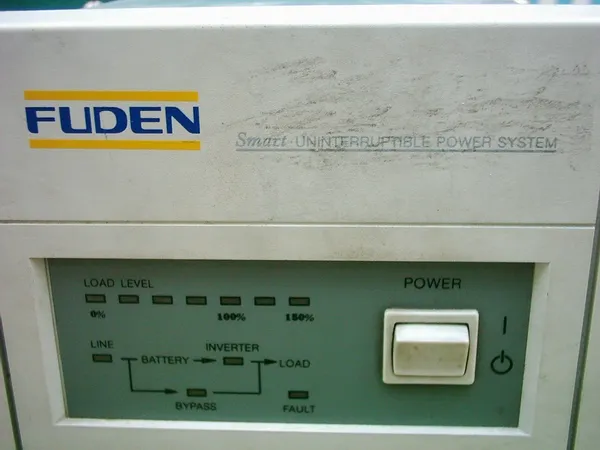 FUDEN
Smart UNINTERRUPTIBLE POWER SYSTEM
LOAD LEVEL
POWER
0% 100% 150%
LINE BATTERY INVERTER LOAD
BYPASS FAULT